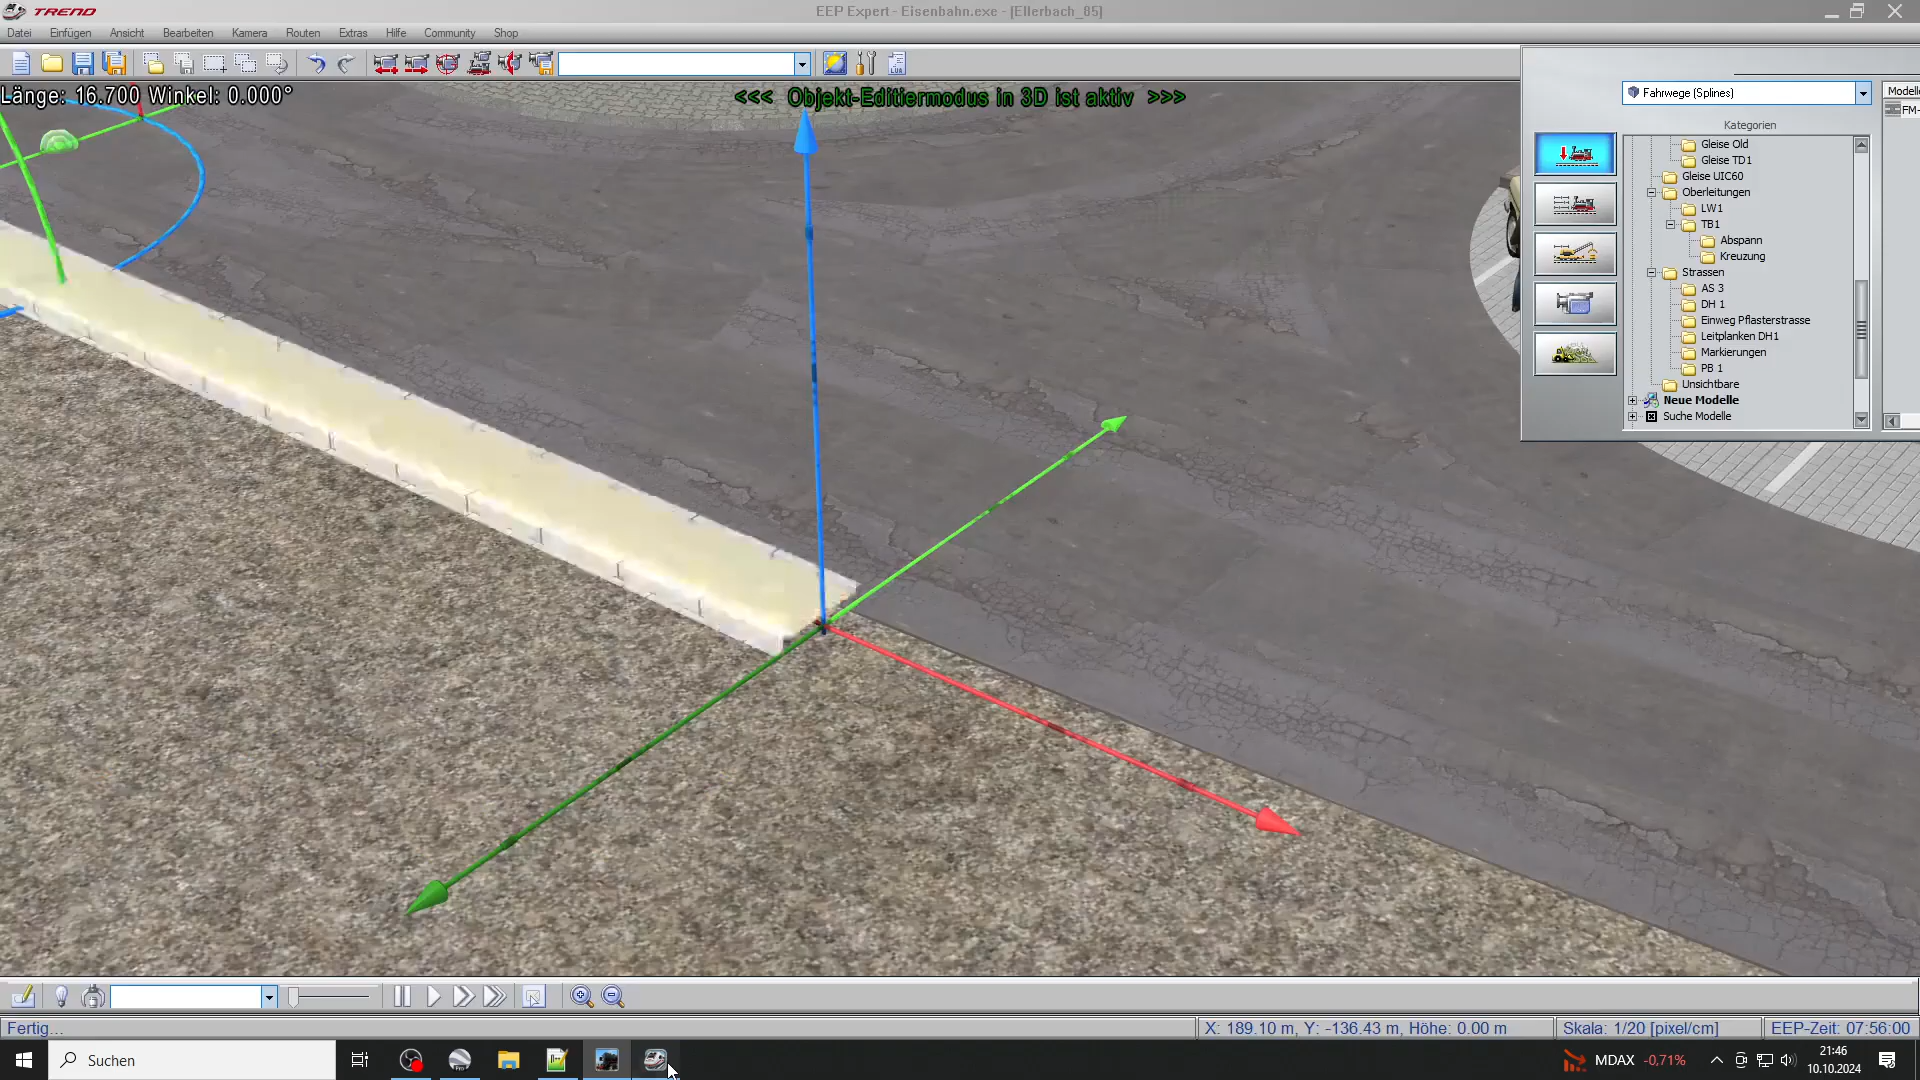 TREND
EEP Expert - Eisenbahn.exe - [Ellerbach_85]
Datei Einfügen Ansicht Bearbeiten Kamera Routen Extras Hilfe Community Shop
Länge: 16.700 Winkel: 0.000°
<<< Objekt-Editiermodus in 3D ist aktiv >>>
Fahrwege (Splines)
Modelle
FM-
Kategorien
Gleise Old
Gleise TD1
Gleise UIC60
Oberleitungen
LW1
TB1
Abspann
Kreuzung
Strassen
AS 3
DH 1
Einweg Pflasterstrasse
Leitplanken DH1
Markierungen
PB 1
Unsichtbare
Neue Modelle
Suche Modelle
Fertig...
X: 189.10 m, Y: -136.43 m, Höhe: 0.00 m
Skala: 1/20 [pixel/cm]
EEP-Zeit: 07:56:00
Suchen
MDAX -0,71%
21:46
10.10.2024